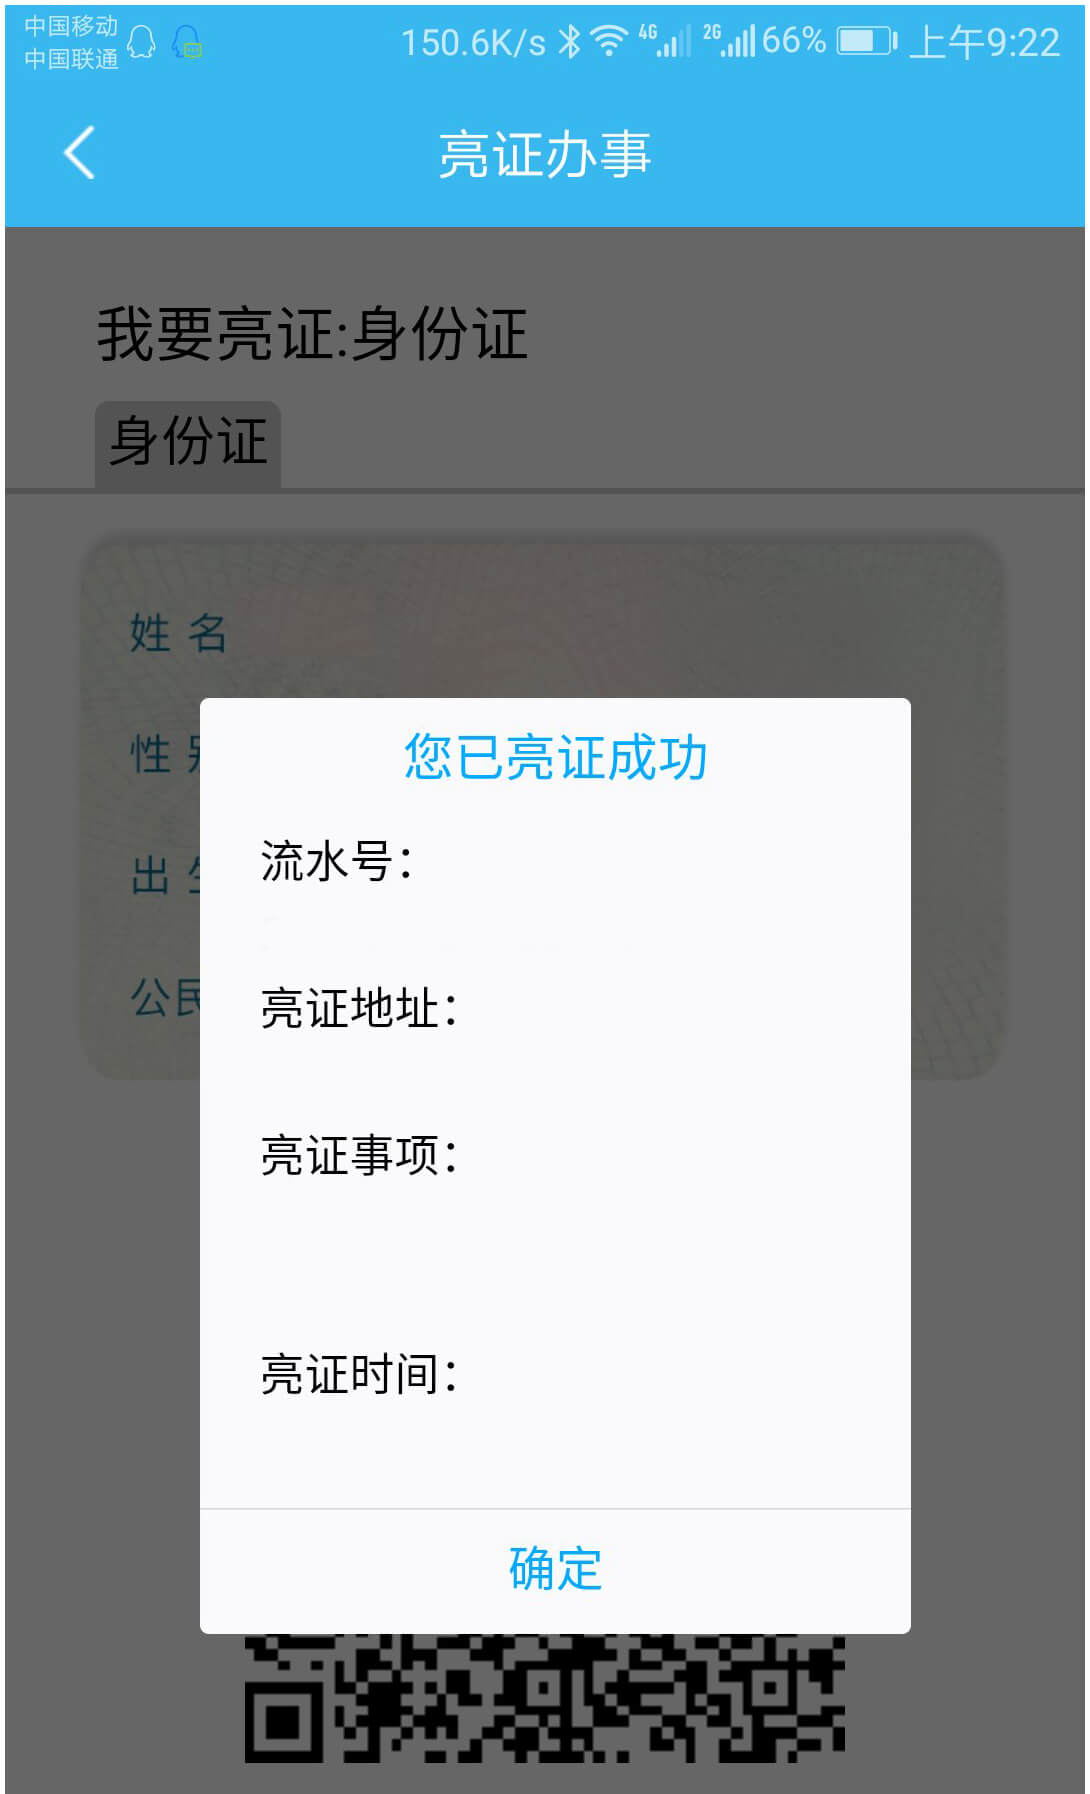 中国移动
中国联通
150.6K/s 4G 2G 66% 上午9:22
亮证办事
我要亮证:身份证
身份证
姓 名
性
出
公民
您已亮证成功
流水号：
亮证地址：
亮证事项：
亮证时间：
确定